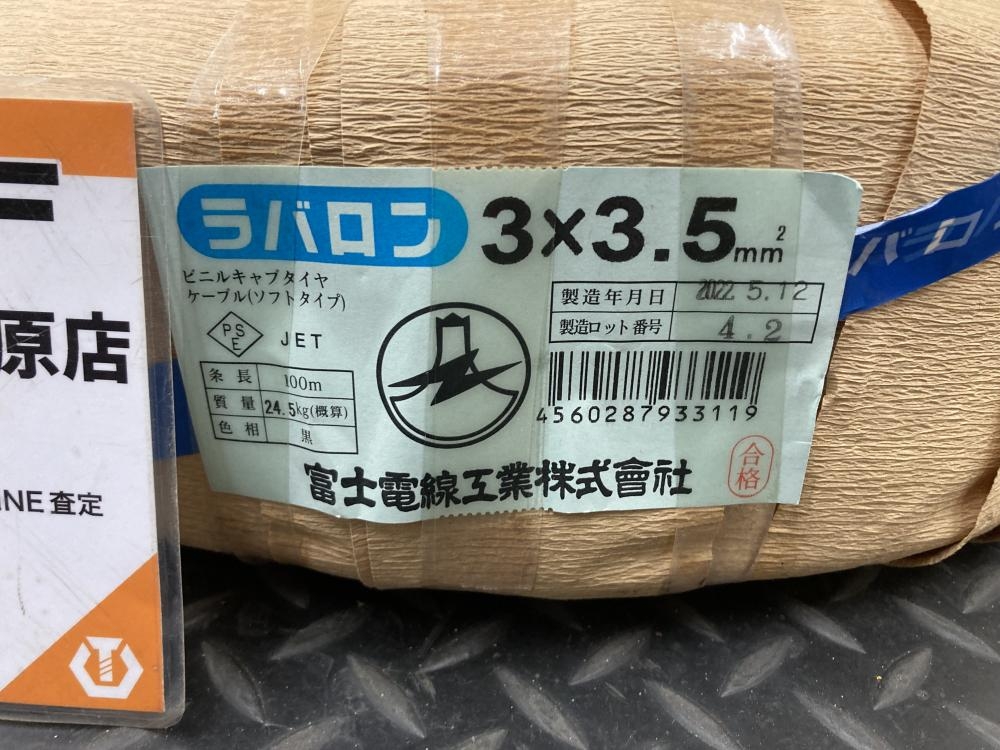 ラバロン 3×3.5mm²
ビニルキャブタイヤ
ケーブル(ソフトタイプ)
PS
E
JET
条長 100m
質量 24.5kg(概算)
色相 黒
製造年月日 2022 5.12
製造ロット番号 4.2
4560287933119
合格
富士電線工業株式會社
バロン
原店
INE 査定